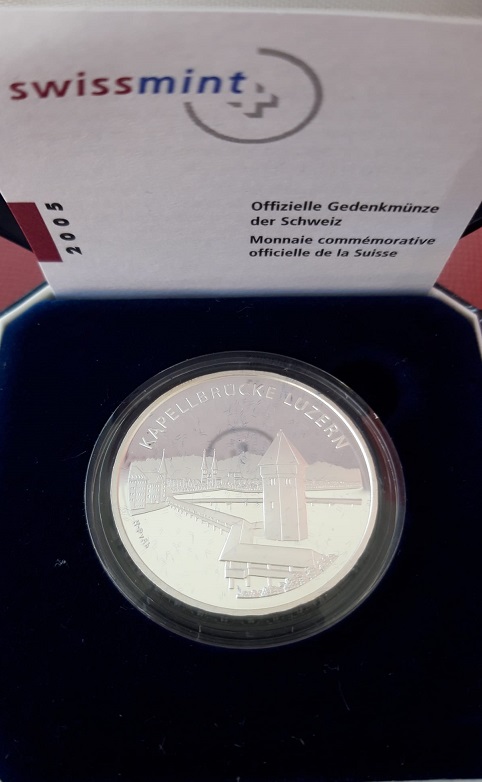 swissmint
2005
Offizielle Gedenkmünze
der Schweiz
Monnaie commémorative
officielle de la Suisse
KAPELLBRÜCKE LUZERN